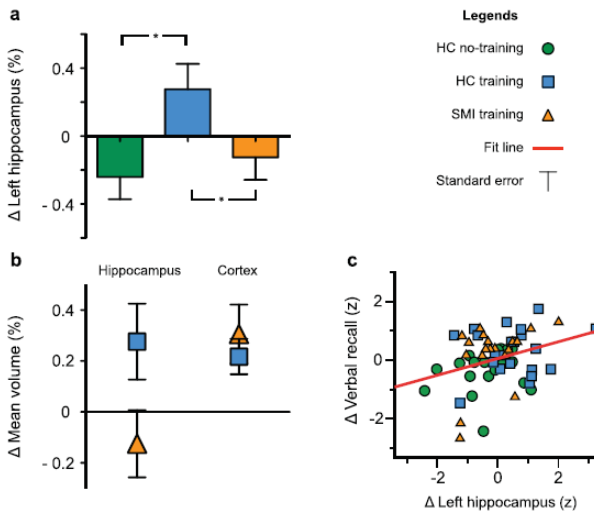 a
Δ Left hippocampus (%)
0.4
0
- 0.4
*
*
Legends
HC no-training
HC training
SMI training
Fit line
Standard error
b
Δ Mean volume (%)
Hippocampus
Cortex
0.4
0.2
0
- 0.2
c
Δ Verbal recall (z)
2
0
-2
-2
0
2
Δ Left hippocampus (z)